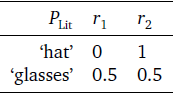 P_Lit r_1 r_2
‘hat’ 0 1
‘glasses’ 0.5 0.5